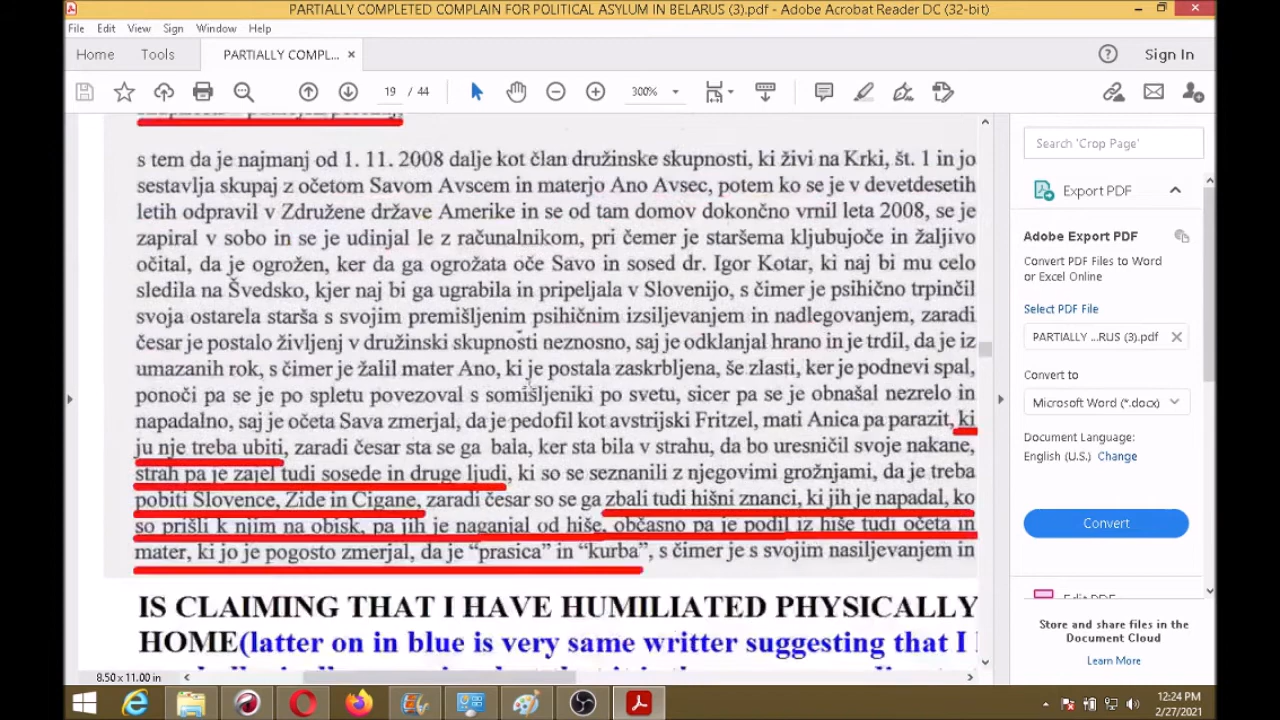 PARTIALLY COMPLETED COMPLAIN FOR POLITICAL ASYLUM IN BELARUS (3).pdf - Adobe Acrobat Reader DC (32-bit)
File Edit View Sign Window Help
Home Tools PARTIALLY COMPL... × Sign In
19 / 44 300%
s tem da je najmanj od 1. 11. 2008 dalje kot član družinske skupnosti, ki živi na Krki, št. 1 in jo
sestavlja skupaj z očetom Savom Avscem in materjo Ano Avsec, potem ko se je v devetdesetih
letih odpravil v Združene države Amerike in se od tam domov dokončno vrnil leta 2008, se je
zapiral v sobo in se je udinjal le z računalnikom, pri čemer je staršema kljubujoče in žaljivo
očital, da je ogrožen, ker da ga ogrožata oče Savo in sosed dr. Igor Kotar, ki naj bi mu celo
sledila na Švedsko, kjer naj bi ga ugrabila in pripeljala v Slovenijo, s čimer je psihično trpinčil
svoja ostarela starša s svojim premišljenim psihičnim izsiljevanjem in nadlegovanjem, zaradi
česar je postalo življenj v družinski skupnosti neznosno, saj je odklanjal hrano in je trdil, da je iz
umazanih rok, s čimer je žalil mater Ano, ki je postala zaskrbljena, še zlasti, ker je podnevi spal,
ponoči pa se je po spletu povezoval s somišljeniki po svetu, sicer pa se je obnašal nezrelo in
napadalno, saj je očeta Sava zmerjal, da je pedofil kot avstrijski Fritzel, mati Anica pa parazit, ki
ju nje treba ubiti, zaradi česar sta se ga bala, ker sta bila v strahu, da bo uresničil svoje nakane,
strah pa je zajel tudi sosede in druge ljudi, ki so se seznanili z njegovimi grožnjami, da je treba
pobiti Slovence, Zide in Cigane, zaradi česar so se ga zbali tudi hišni znanci, ki jih je napadal, ko
so prišli k njim na obisk, pa jih je naganjal od hiše, občasno pa je podil iz hiše tudi očeta in
mater, ki jo je pogosto zmerjal, da je “prasica” in “kurba”, s čimer je s svojim nasiljevanjem in
IS CLAIMING THAT I HAVE HUMILIATED PHYSICALLY
HOME(latter on in blue is very same writter suggesting that I
8.50 x 11.00 in
Search 'Crop Page'
Export PDF
Adobe Export PDF
Convert PDF Files to Word
or Excel Online
Select PDF File
PARTIALLY ...RUS (3).pdf ×
Convert to
Microsoft Word (*.docx)
Document Language:
English (U.S.) Change
Convert
Store and share files in the
Document Cloud
Learn More
12:24 PM
2/27/2021